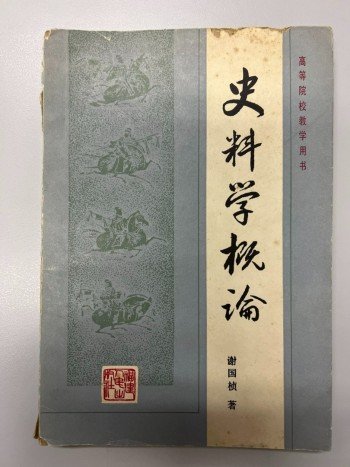 高等院校教学用书
史料学概论
谢国桢 著